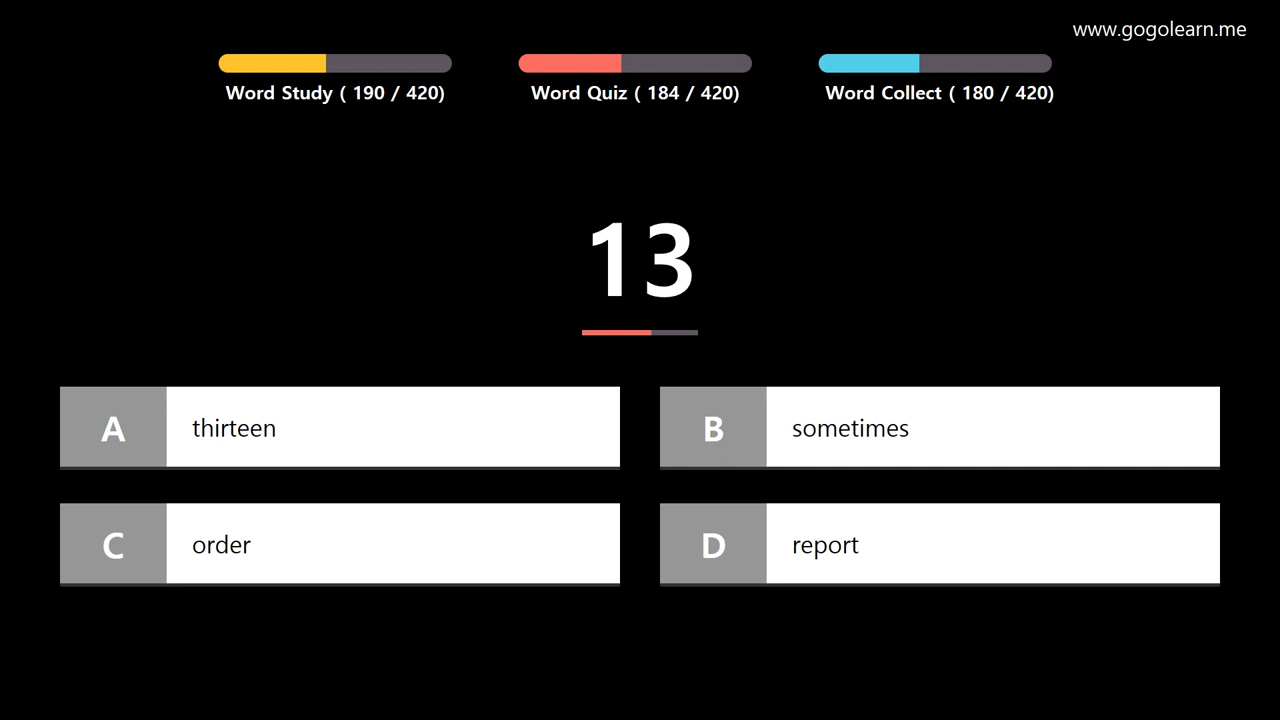 www.gogolearn.me
Word Study ( 190 / 420)
Word Quiz ( 184 / 420)
Word Collect ( 180 / 420)
13
A
thirteen
B
sometimes
C
order
D
report